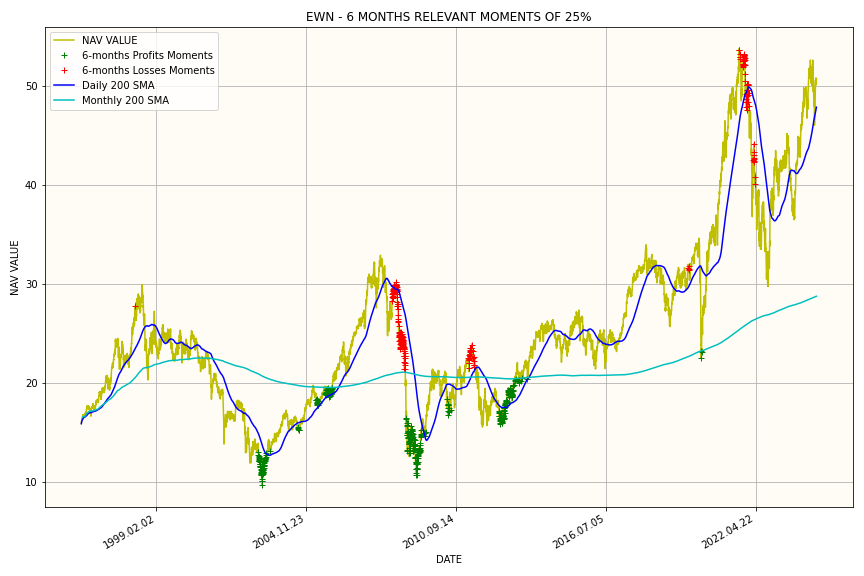 EWN - 6 MONTHS RELEVANT MOMENTS OF 25%
NAV VALUE
6-months Profits Moments
6-months Losses Moments
Daily 200 SMA
Monthly 200 SMA
50
40
30
20
10
NAV VALUE
1999.02.02
2004.11.23
2010.09.14
2016.07.05
2022.04.22
DATE